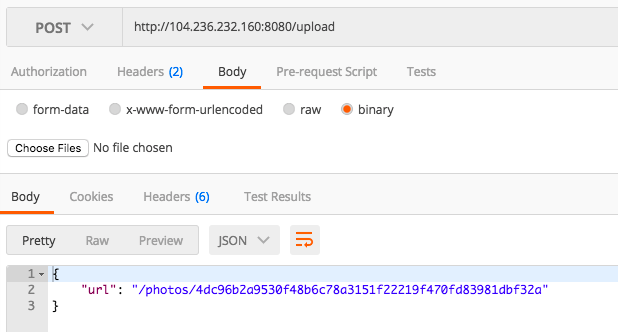 POST http://104.236.232.160:8080/upload
Authorization Headers (2) Body Pre-request Script Tests
form-data x-www-form-urlencoded raw binary
Choose Files No file chosen
Body Cookies Headers (6) Test Results
Pretty Raw Preview JSON
1 {
2 "url": "/photos/4dc96b2a9530f48b6c78a3151f22219f470fd83981dbf32a"
3 }